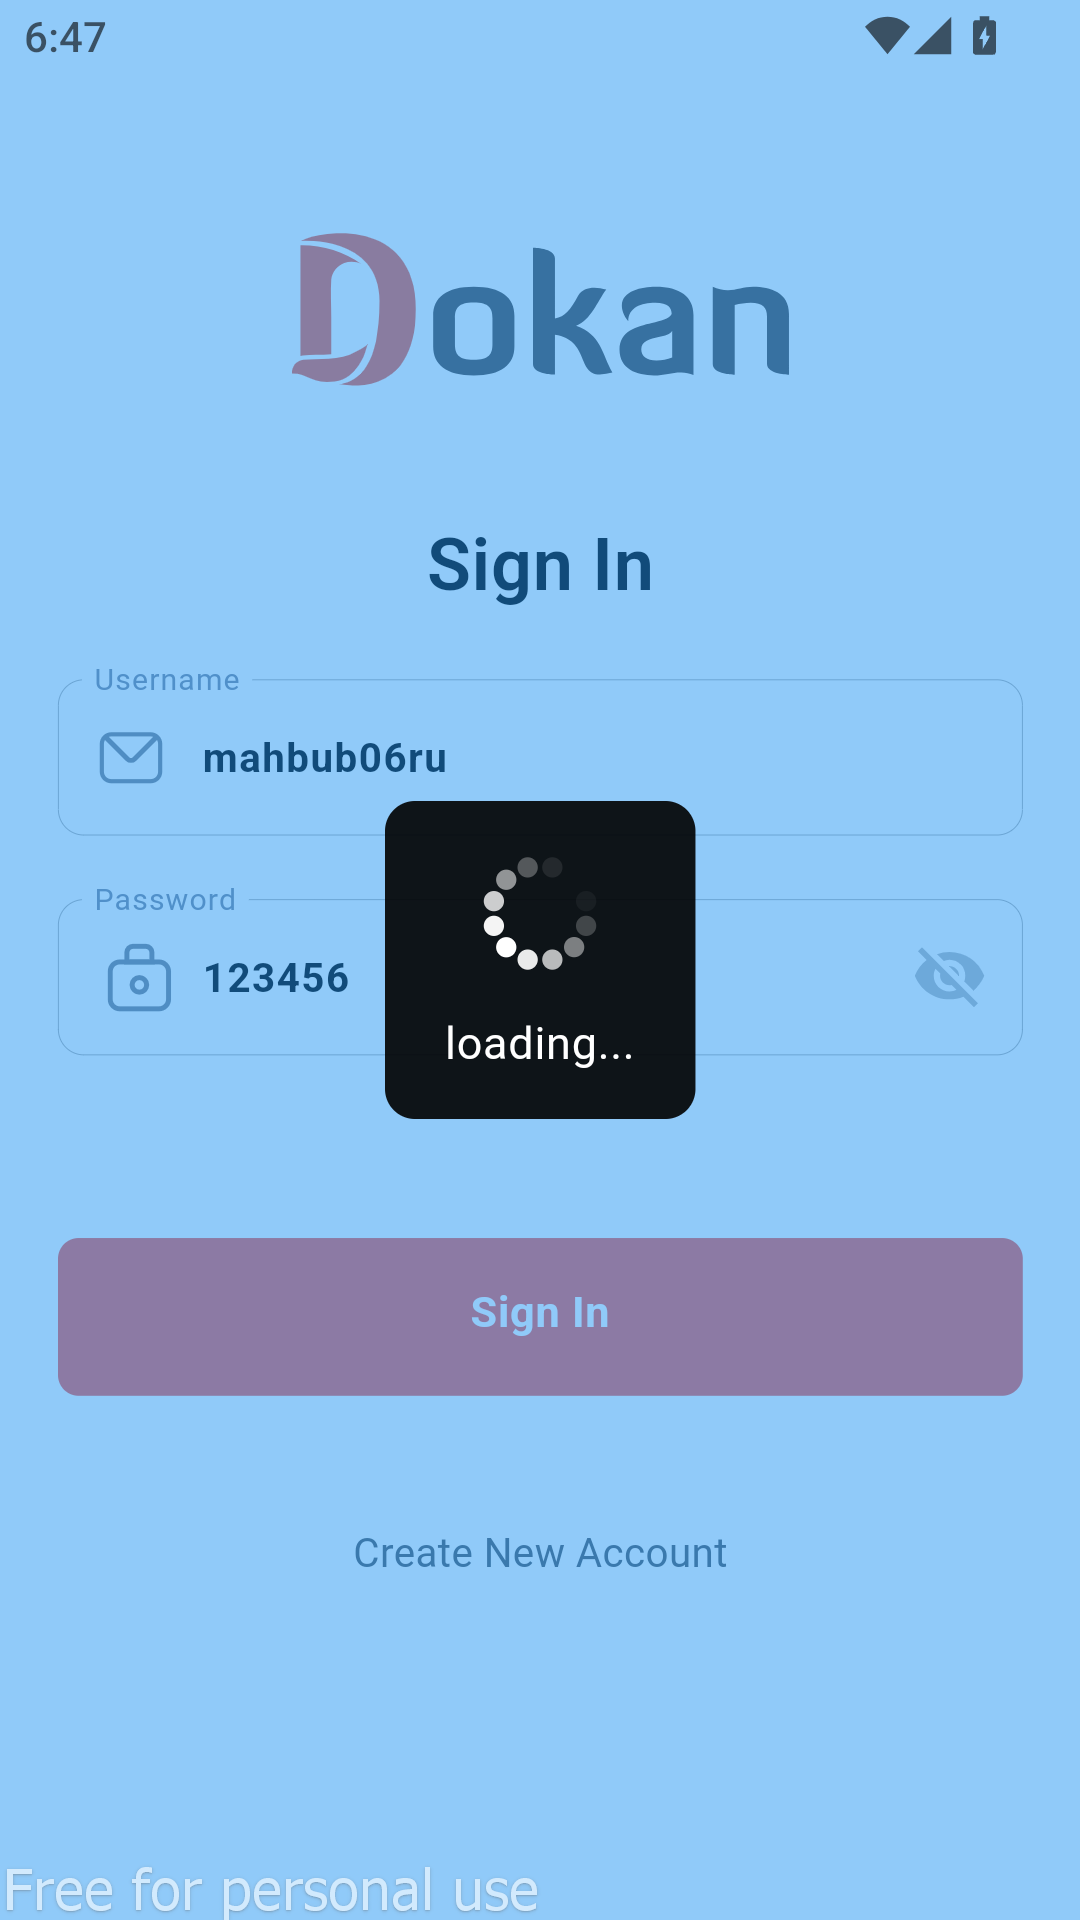 6:47
Dokan
Sign In
Username
mahbub06ru
Password
123456
loading...
Sign In
Create New Account
Free for personal use